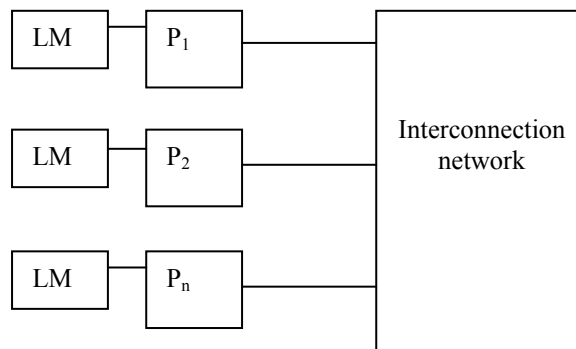 LM P₁
Interconnection
network
LM P₂
LM Pₙ